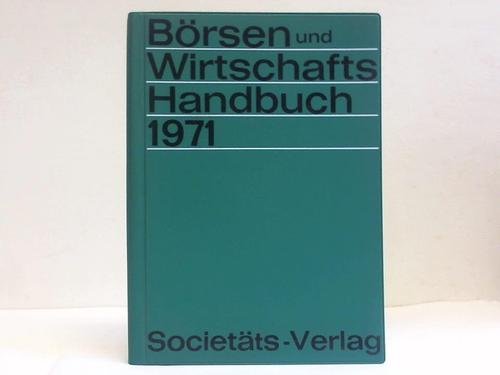 Börsen und
Wirtschafts
Handbuch
1971
Societäts-Verlag